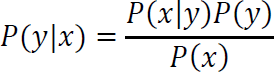 P(y|x) = P(x|y)P(y) / P(x)